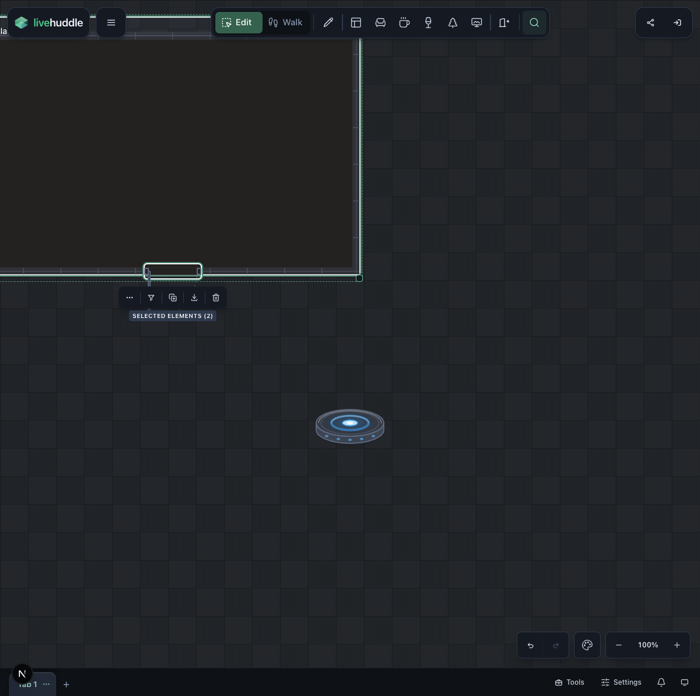 livehuddle
Edit
Walk
la
SELECTED ELEMENTS (2)
100%
N
Tab 1
Tools
Settings